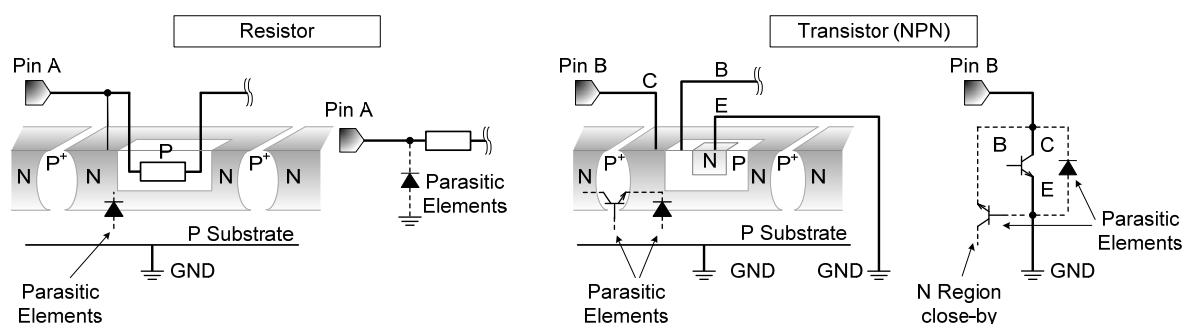 Resistor
Pin A
N
P+
N
P
N
P+
N
Parasitic
Elements
P Substrate
GND
Pin A
Parasitic
Elements
Transistor (NPN)
Pin B
C
B
E
N
P+
N
N
P
N
P+
N
Parasitic
Elements
P Substrate
GND
GND
Pin B
B
C
E
Parasitic
Elements
GND
N Region
close-by